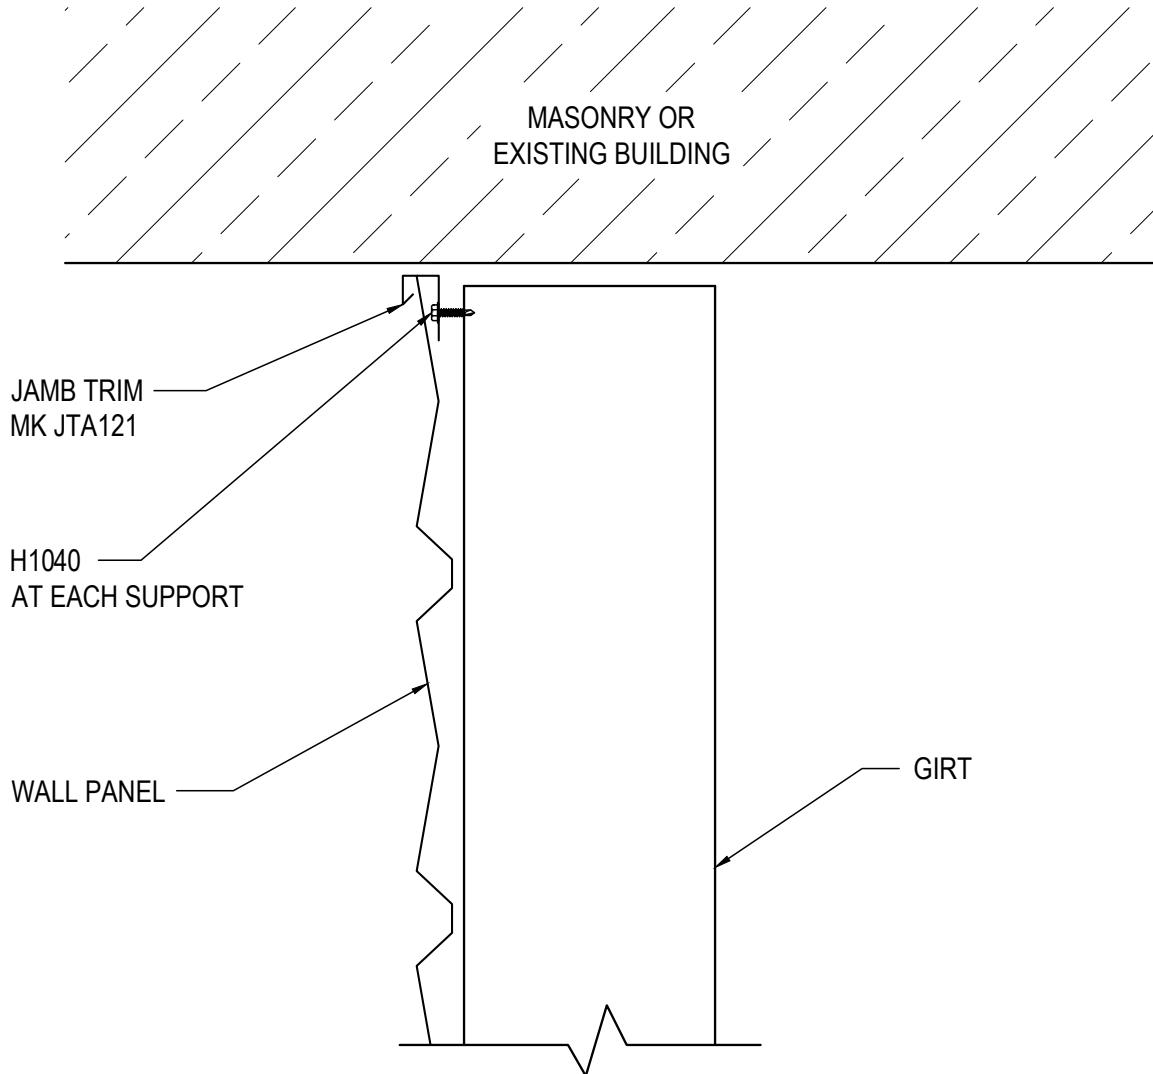 MASONRY OR
EXISTING BUILDING
JAMB TRIM
MK JTA121
H1040
AT EACH SUPPORT
WALL PANEL
GIRT